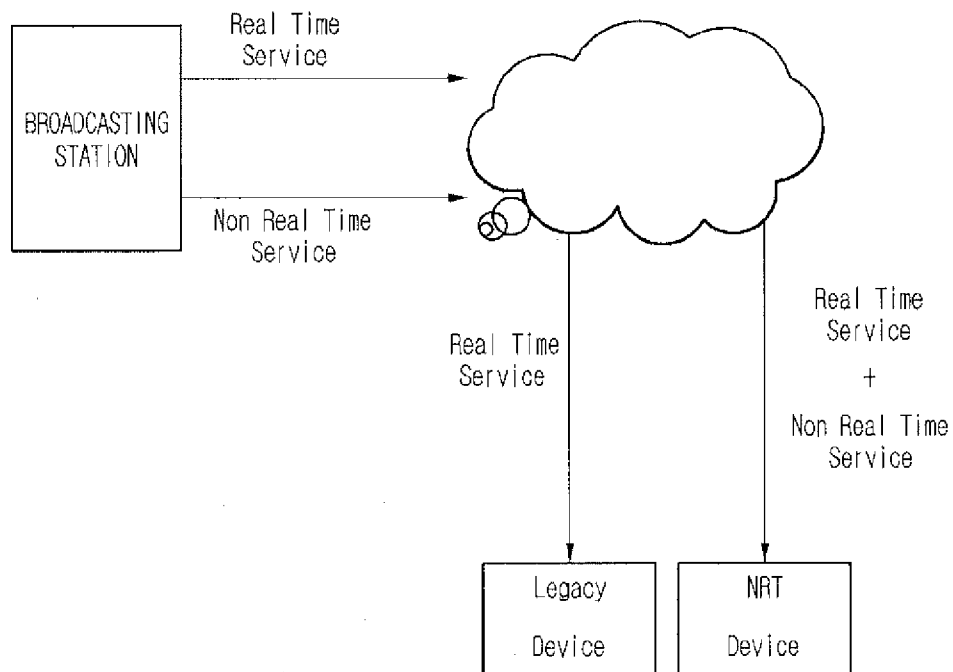 Real Time
Service
BROADCASTING
STATION
Non Real Time
Service
Real Time
Service
Real Time
Service
+
Non Real Time
Service
Legacy
Device
NRT
Device